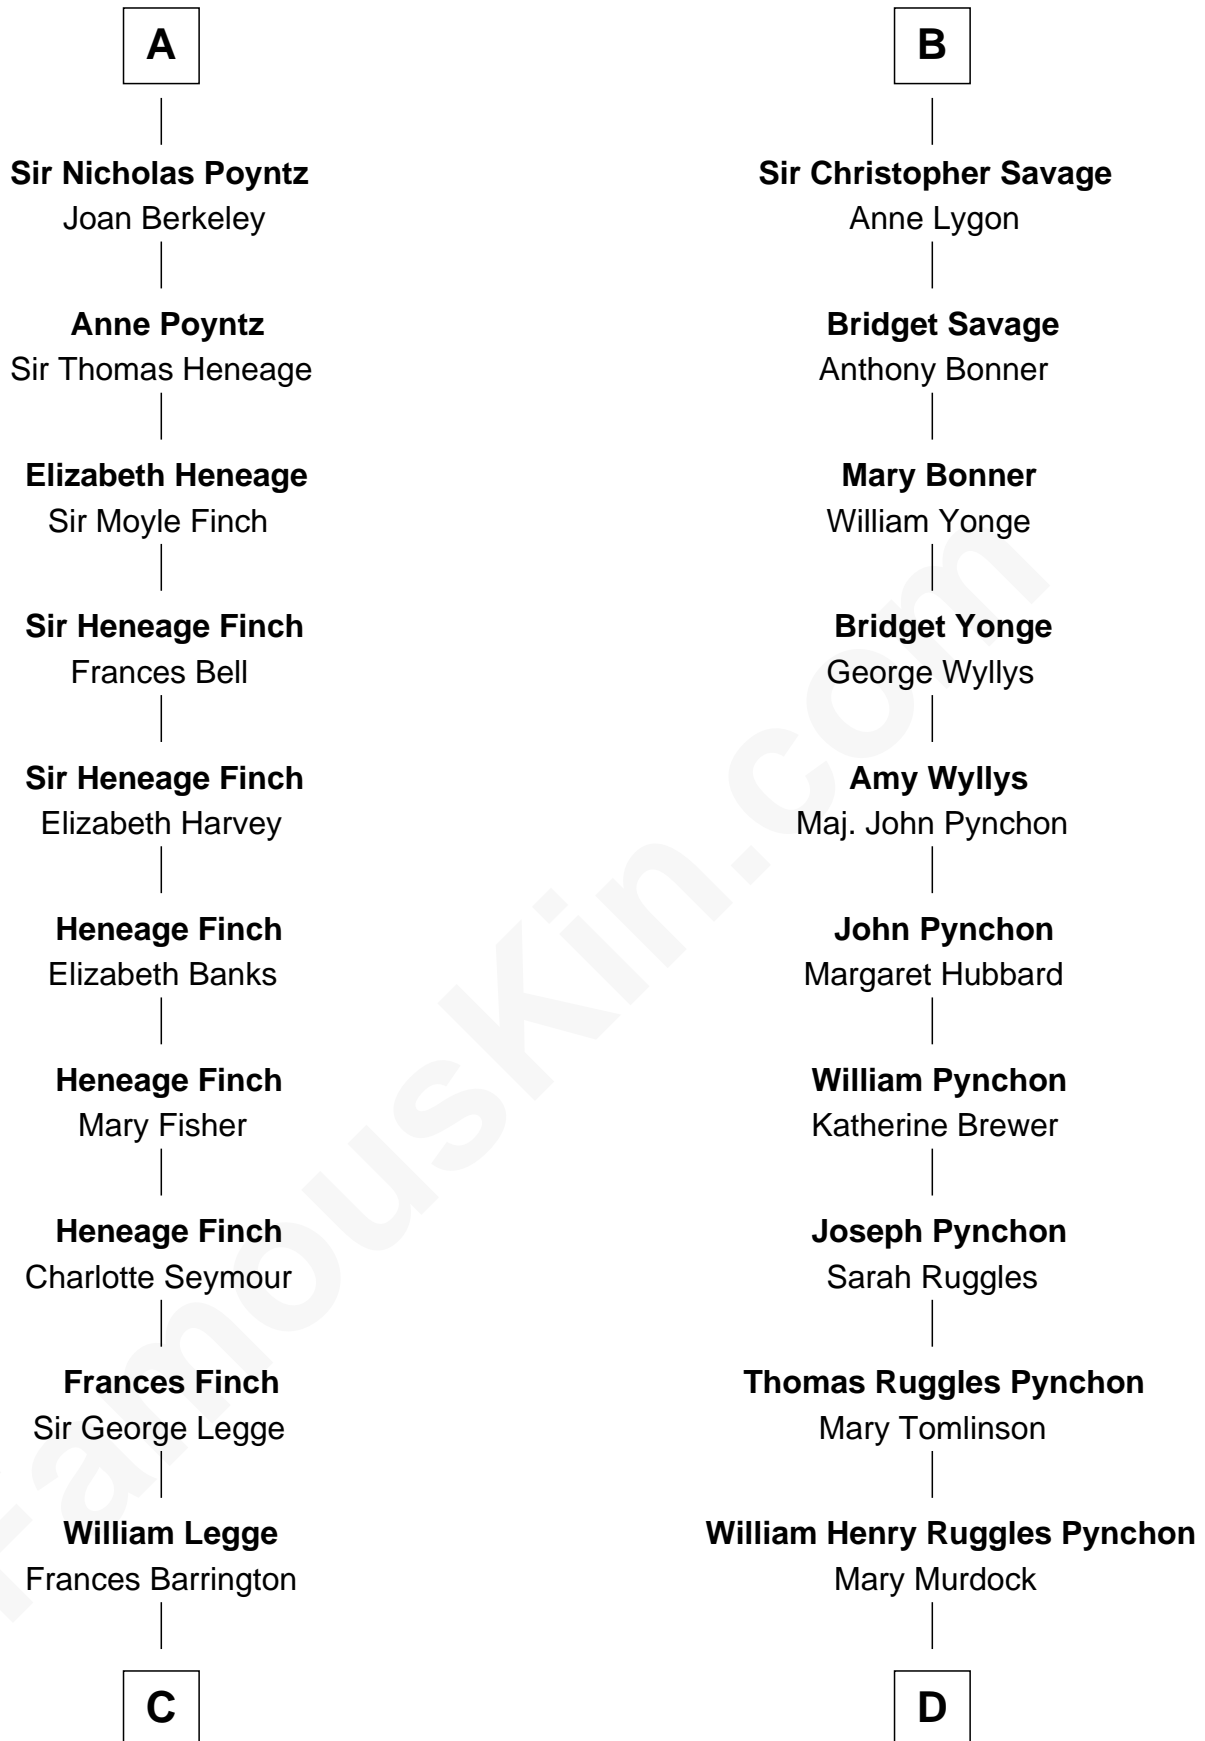 A
Sir Nicholas Poyntz
Joan Berkeley
Anne Poyntz
Sir Thomas Heneage
Elizabeth Heneage
Sir Moyle Finch
Sir Heneage Finch
Frances Bell
Sir Heneage Finch
Elizabeth Harvey
Heneage Finch
Elizabeth Banks
Heneage Finch
Mary Fisher
Heneage Finch
Charlotte Seymour
Frances Finch
Sir George Legge
William Legge
Frances Barrington
C
B
Sir Christopher Savage
Anne Lygon
Bridget Savage
Anthony Bonner
Mary Bonner
William Yonge
Bridget Yonge
George Wyllys
Amy Wyllys
Maj. John Pynchon
John Pynchon
Margaret Hubbard
William Pynchon
Katherine Brewer
Joseph Pynchon
Sarah Ruggles
Thomas Ruggles Pynchon
Mary Tomlinson
William Henry Ruggles Pynchon
Mary Murdock
D
FamousKin.com